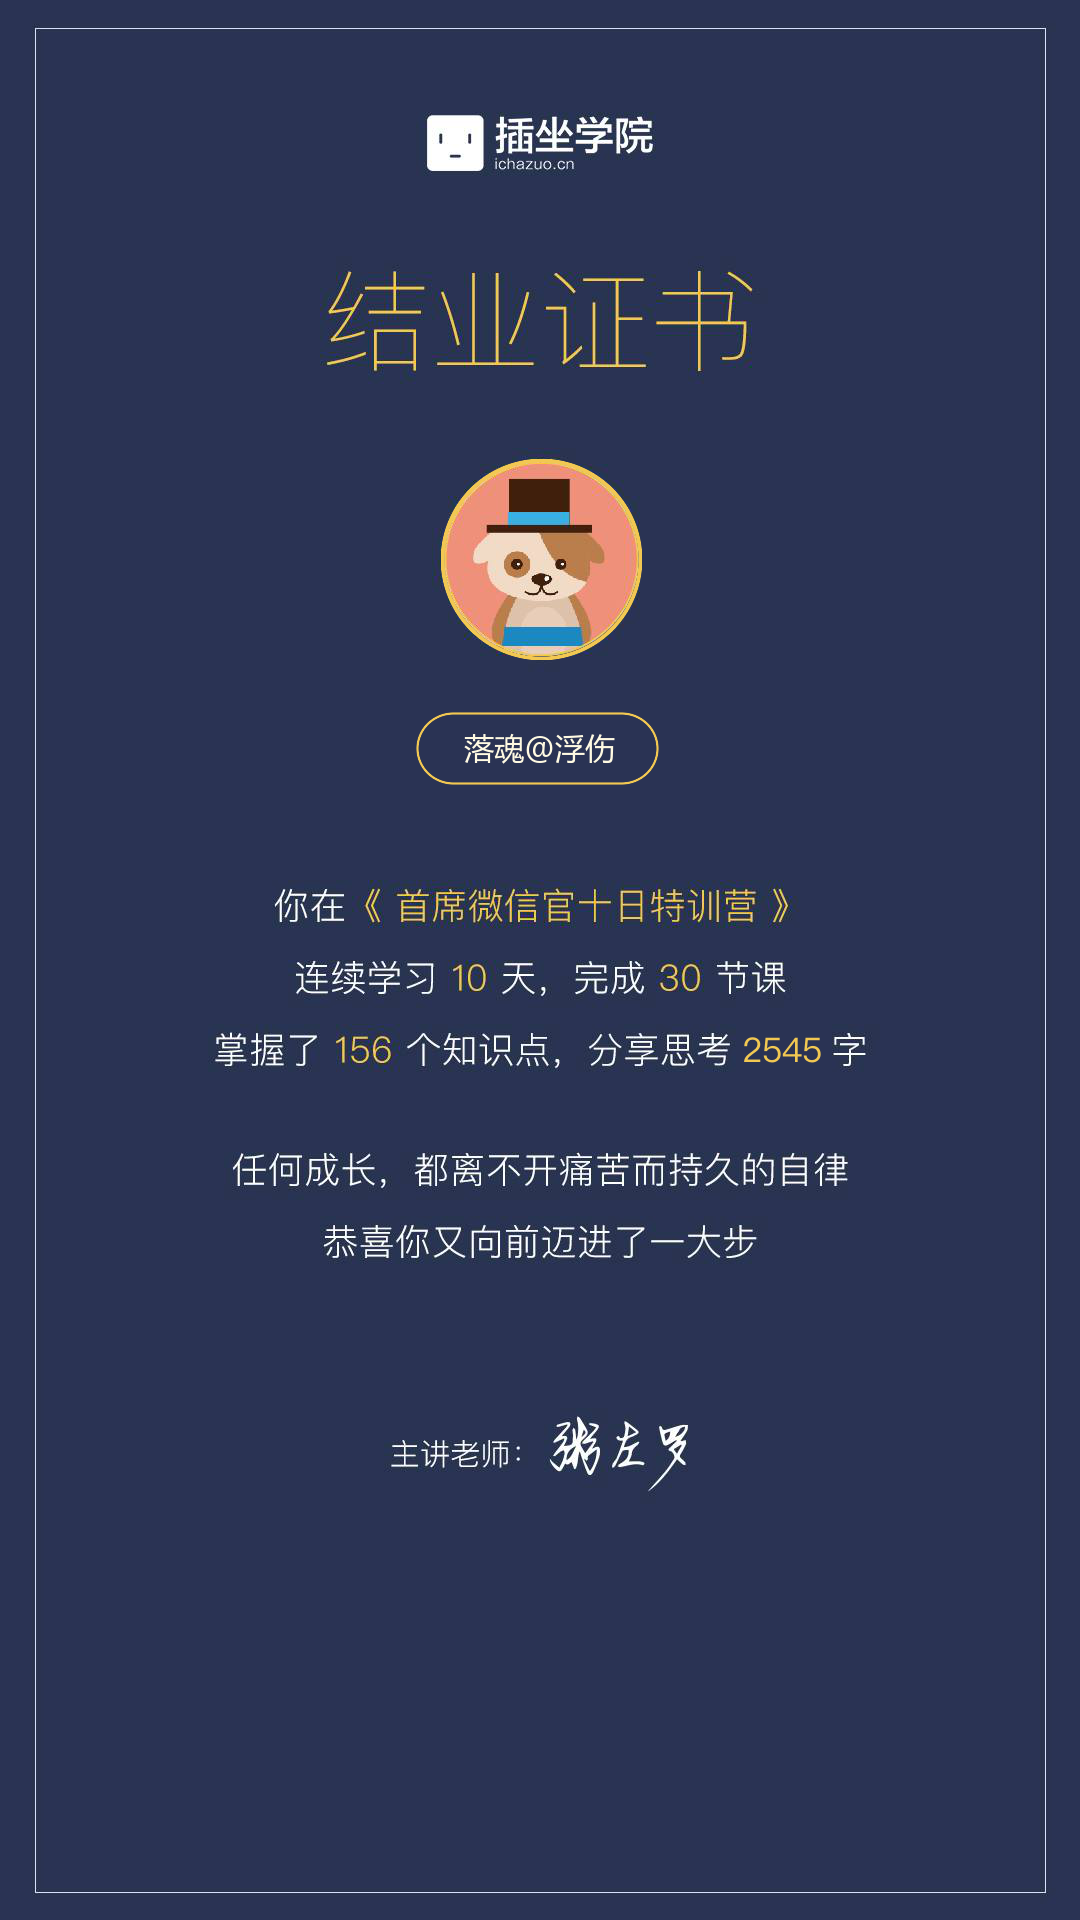 插坐学院
ichazuo.cn
结业证书
落魂@浮伤
你在《 首席微信官十日特训营 》
连续学习 10 天，完成 30 节课
掌握了 156 个知识点，分享思考 2545 字
任何成长，都离不开痛苦而持久的自律
恭喜你又向前迈进了一大步
主讲老师：粥左罗